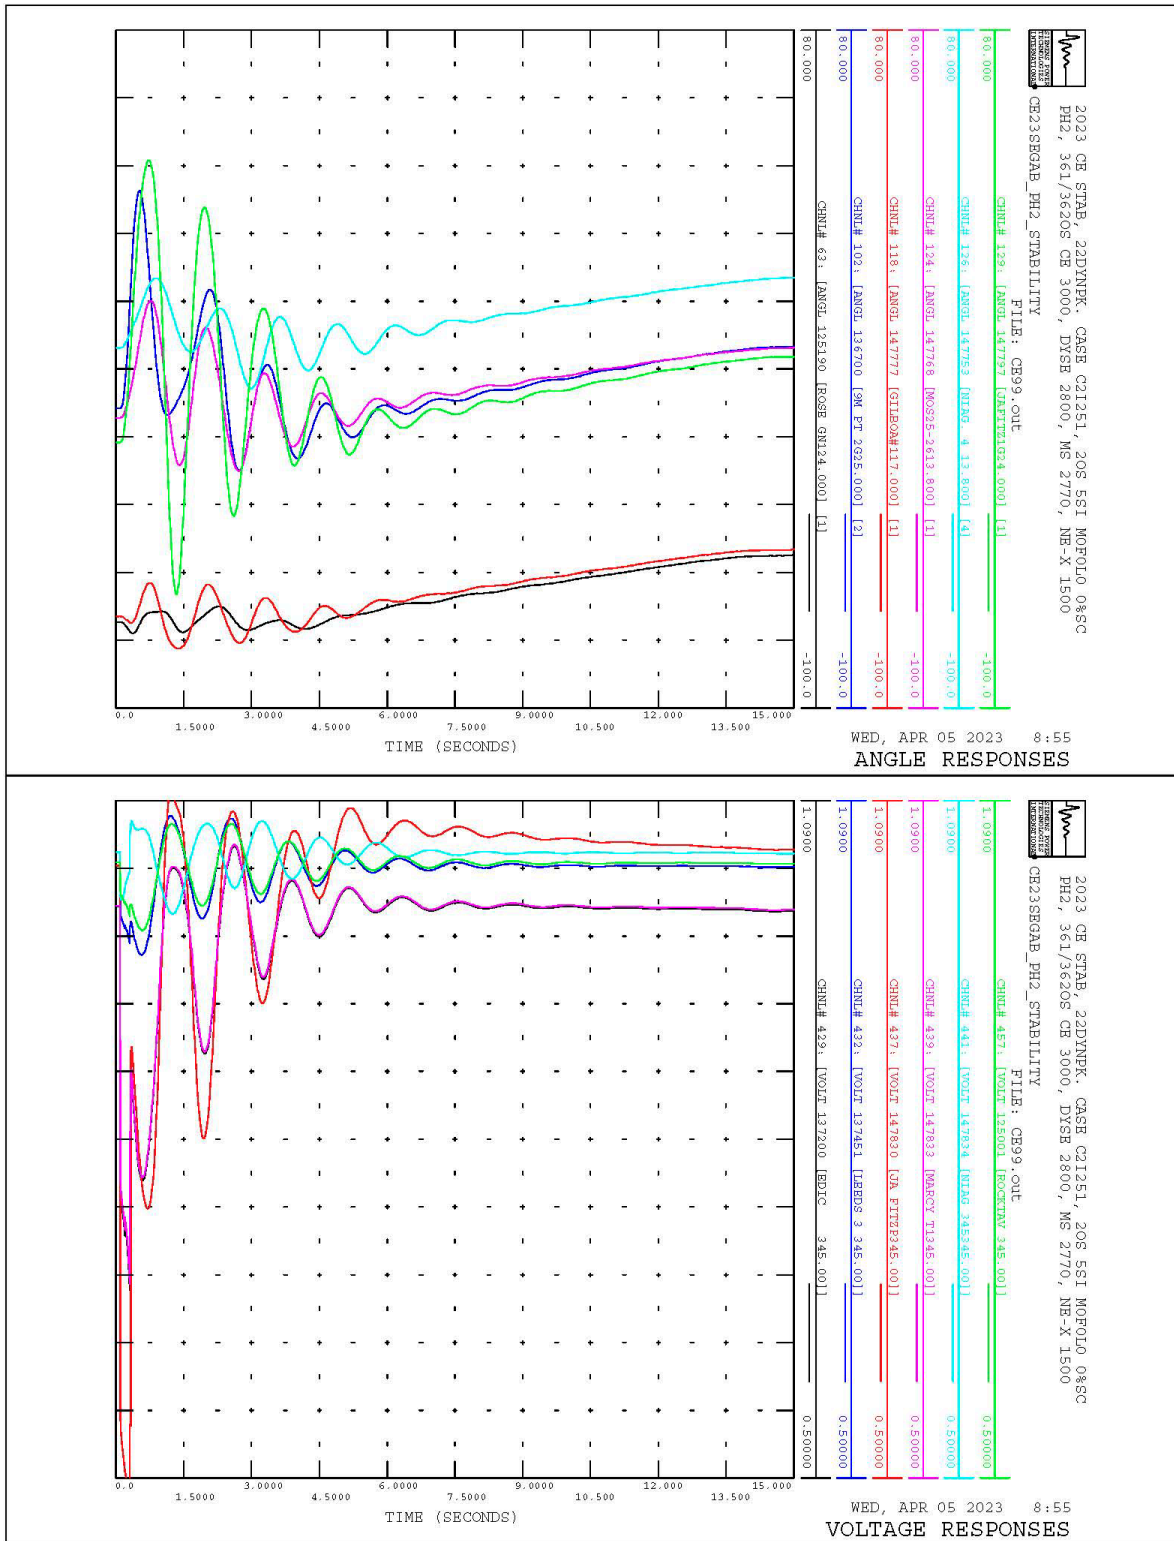 SIEMENS POWER
TECHNOLOGIES
INTERNATIONAL
2023 CE STAB, 22DYNPK. CASE C21251, 2OS 5SI MOFOLO 0%SC
PH2, 361/362OS CE 3000, DYSE 2800, MS 2770, NE-X 1500
CE23SEGAB_PH2_STABILITY
FILE: CE99.out
80.000 CHNL# 129: [ANGL 147797 [JAFITZ1G24.000] [1] -100.0
80.000 CHNL# 126: [ANGL 147759 [NIAG. 4 13.800] [4] -100.0
80.000 CHNL# 124: [ANGL 147768 [MOS25-2613.800] [1] -100.0
80.000 CHNL# 118: [ANGL 147777 [GILBOA#117.000] [1] -100.0
80.000 CHNL# 102: [ANGL 136700 [9M PT 2G25.000] [2] -100.0
80.000 CHNL# 63: [ANGL 125190 [ROSE GN124.000] [1] -100.0
0.0
1.5000
3.0000
4.5000
6.0000
7.5000
9.0000
10.500
12.000
13.500
15.000
TIME (SECONDS)
WED, APR 05 2023 8:55
ANGLE RESPONSES
SIEMENS POWER
TECHNOLOGIES
INTERNATIONAL
2023 CE STAB, 22DYNPK. CASE C21251, 2OS 5SI MOFOLO 0%SC
PH2, 361/362OS CE 3000, DYSE 2800, MS 2770, NE-X 1500
CE23SEGAB_PH2_STABILITY
FILE: CE99.out
1.0900 CHNL# 457: [VOLT 125001 [ROCKTAV 345.00]] 0.50000
1.0900 CHNL# 441: [VOLT 147834 [NIAG 345345.00]] 0.50000
1.0900 CHNL# 439: [VOLT 147833 [MARCY T1345.00]] 0.50000
1.0900 CHNL# 437: [VOLT 147830 [JA FITZP345.00]] 0.50000
1.0900 CHNL# 432: [VOLT 137451 [LEEDS 3 345.00]] 0.50000
1.0900 CHNL# 429: [VOLT 137200 [EDIC 345.00]] 0.50000
0.0
1.5000
3.0000
4.5000
6.0000
7.5000
9.0000
10.500
12.000
13.500
15.000
TIME (SECONDS)
WED, APR 05 2023 8:55
VOLTAGE RESPONSES